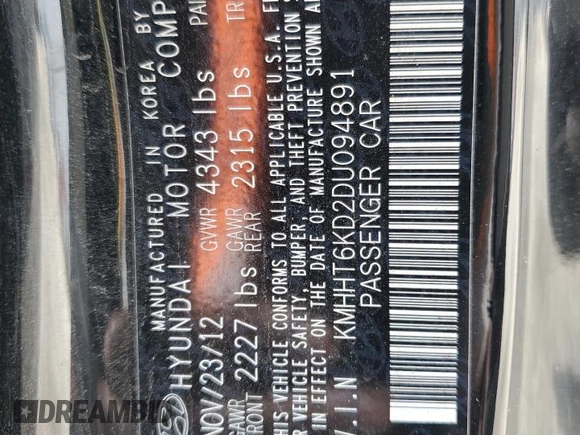 MANUFACTURED IN KOREA BY
HYUNDAI MOTOR COMP
NOV/23/12 GVWR 4343 lbs PAI
GAWR FRONT 2227 lbs GAWR REAR 2315 lbs TR
THIS VEHICLE CONFORMS TO ALL APPLICABLE U.S.A. F
VEHICLE SAFETY, BUMPER, AND THEFT PREVENTION S
EFFECT ON THE DATE OF MANUFACTURE SHOWN A
V.I.N KMHHT6KD2DU094891
PASSENGER CAR
DREAMBID